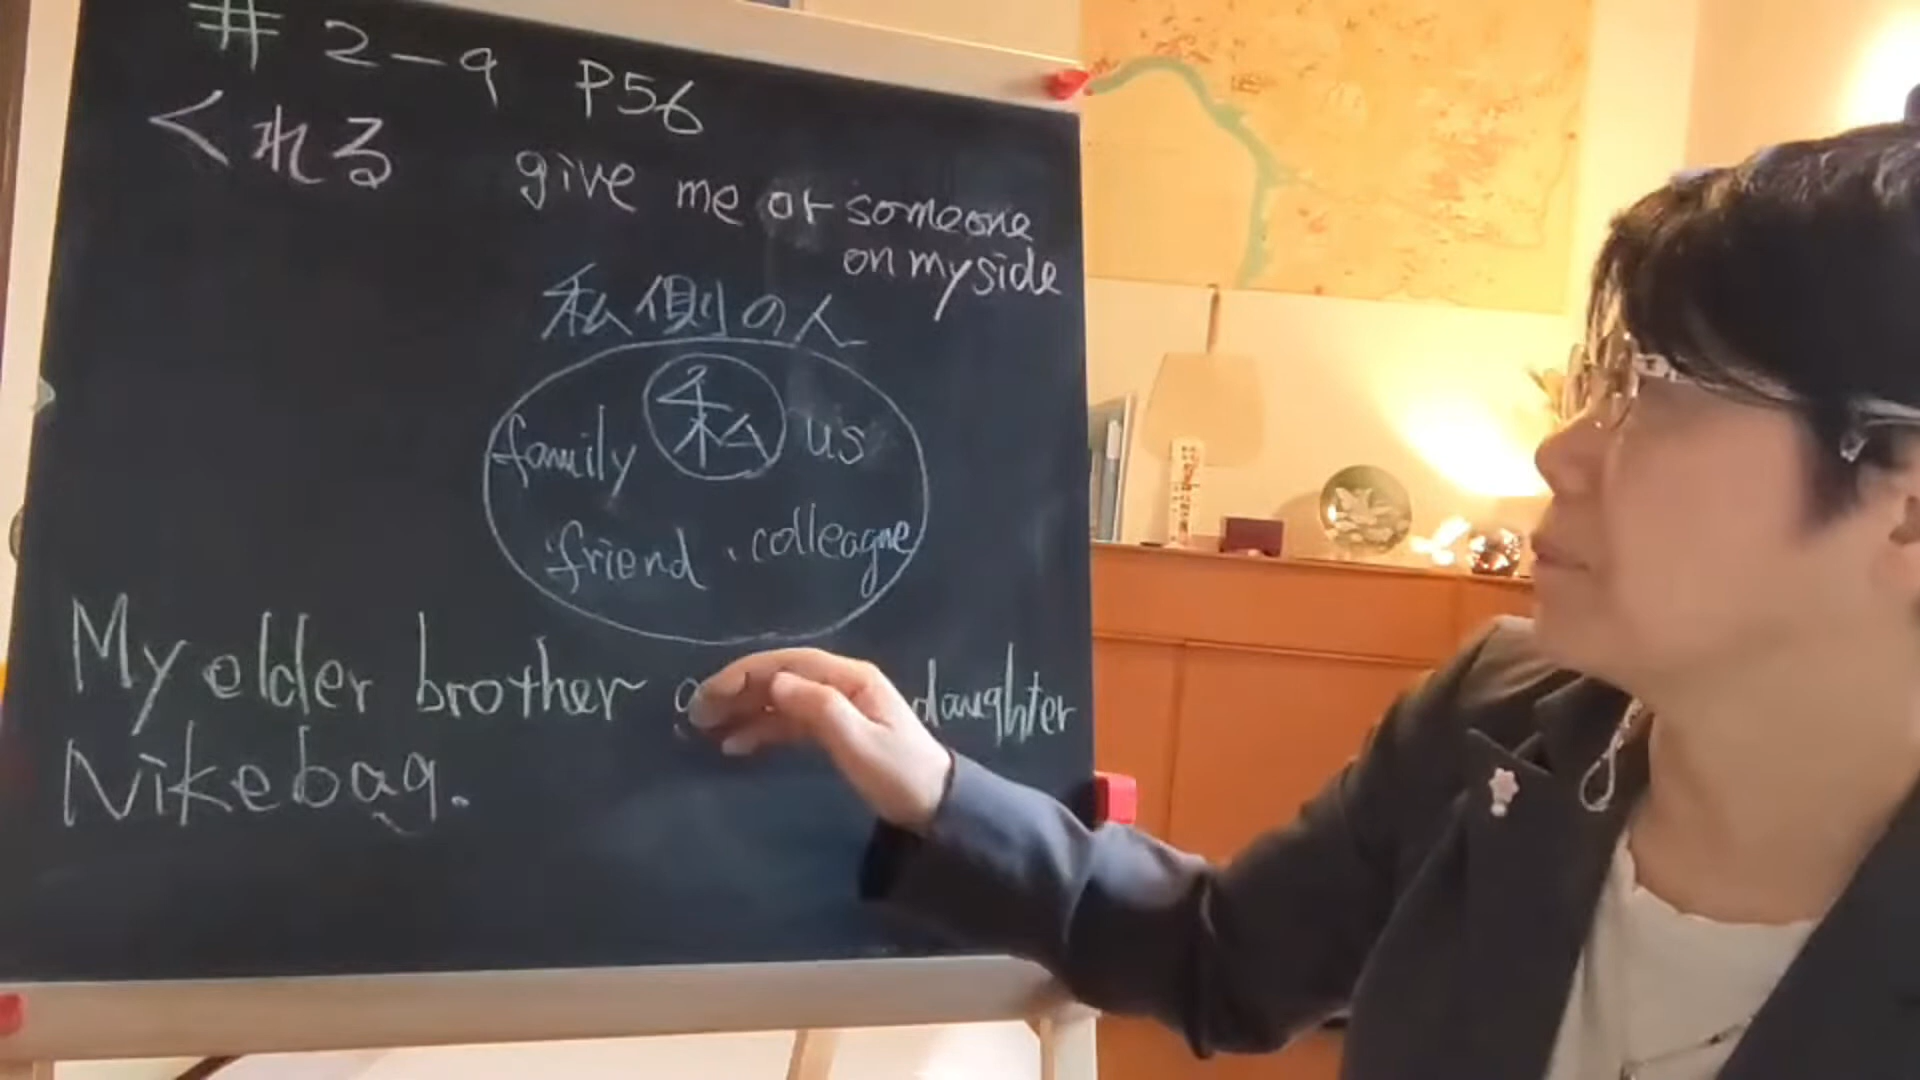 # 2-9 P56
くれる give me or someone
on my side
私側の人
私
family us
・friend ・colleague
My older brother daughter
Nike bag.